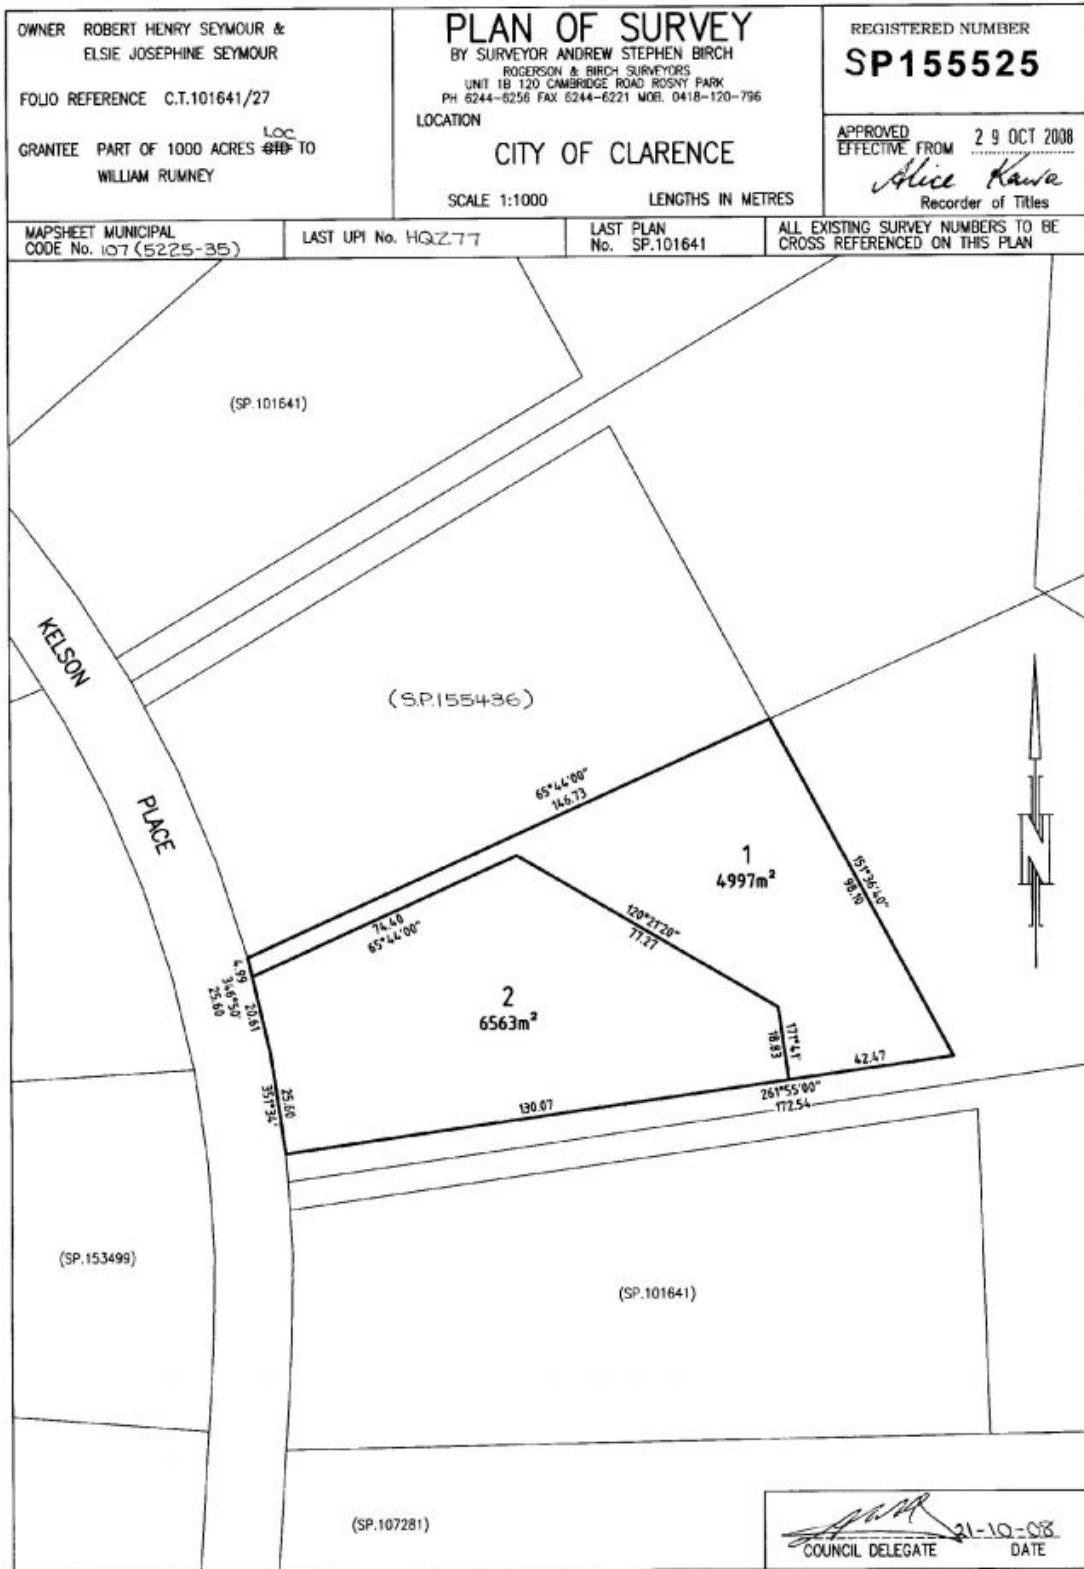 OWNER ROBERT HENRY SEYMOUR &
ELSIE JOSEPHINE SEYMOUR
FOLIO REFERENCE C.T.101641/27
GRANTEE PART OF 1000 ACRES GTD LOC TO
WILLIAM RUMNEY
PLAN OF SURVEY
BY SURVEYOR ANDREW STEPHEN BIRCH
ROGERSON & BIRCH SURVEYORS
UNIT 1B 120 CAMBRIDGE ROAD ROSNY PARK
PH 6244-6256 FAX 6244-6221 MOB. 0418-120-796
LOCATION
CITY OF CLARENCE
SCALE 1:1000 LENGTHS IN METRES
REGISTERED NUMBER
SP155525
APPROVED
EFFECTIVE FROM 29 OCT 2008
Alice Kawa
Recorder of Titles
MAPSHEET MUNICIPAL
CODE No. 107 (5225-35)
LAST UPI No. HQZ77
LAST PLAN
No. SP.101641
ALL EXISTING SURVEY NUMBERS TO BE
CROSS REFERENCED ON THIS PLAN
(SP.101641)
KELSON
PLACE
(S.P.155436)
65°44'00"
146.73
1
4997m²
151°36'40"
98.10
74.40
65°44'00"
120°21'20"
77.27
4.99
346°50'
25.60
20.61
2
6563m²
171°41'
18.83
42.47
25.60
351°34'
130.07
261°55'00"
172.54
N
(SP.153499)
(SP.101641)
(SP.107281)
21-10-08
COUNCIL DELEGATE DATE